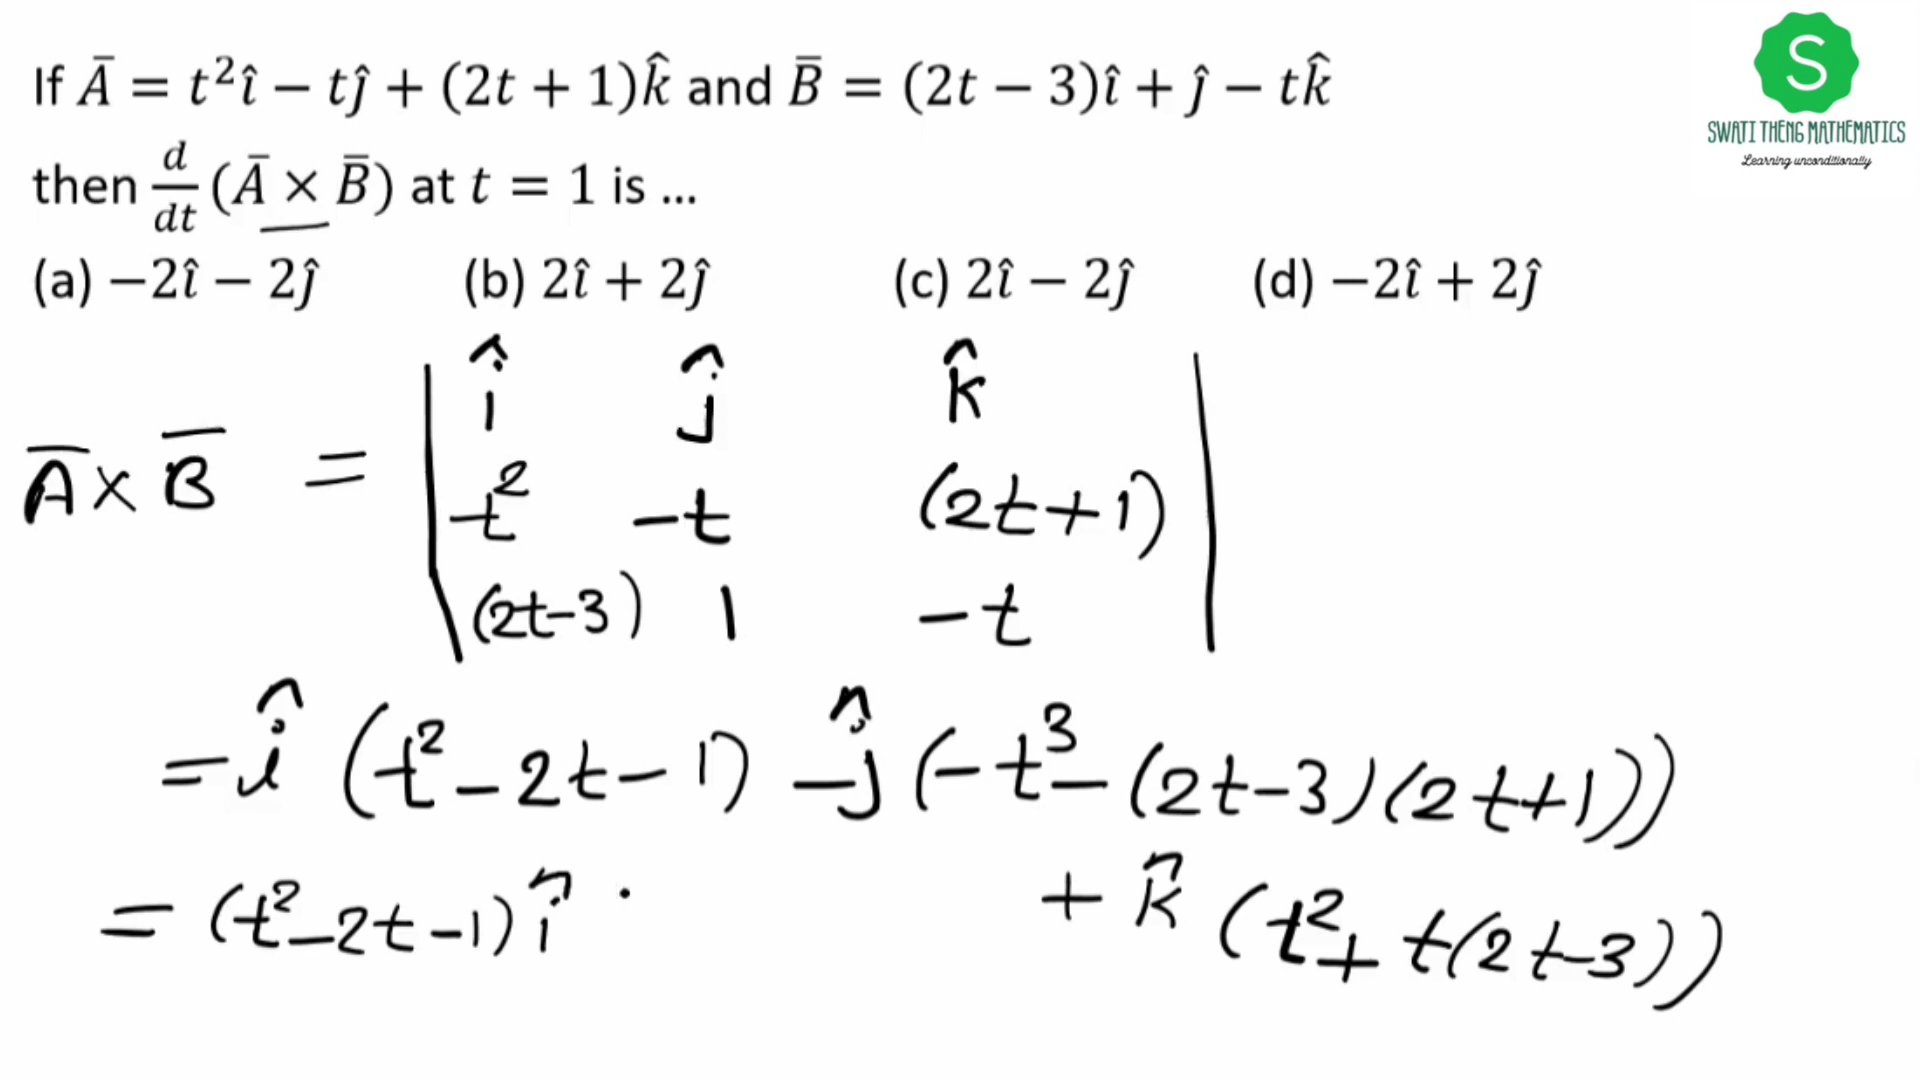 If A̅ = t²î − tĵ + (2t + 1)k̂ and B̅ = (2t − 3)î + ĵ − tk̂
S
SWATI THENG MATHEMATICS
Learning unconditionally
then d/dt (A̅ × B̅) at t = 1 is ...
(a) −2î − 2ĵ (b) 2î + 2ĵ (c) 2î − 2ĵ (d) −2î + 2ĵ
î ĵ k̂
A̅ × B̅ = | t² −t (2t+1) |
(2t−3) 1 −t
= î (t² − 2t − 1) − ĵ (−t³ − (2t−3)(2t+1))
+ k̂ (t² + t(2t−3))
= (t² − 2t − 1) î